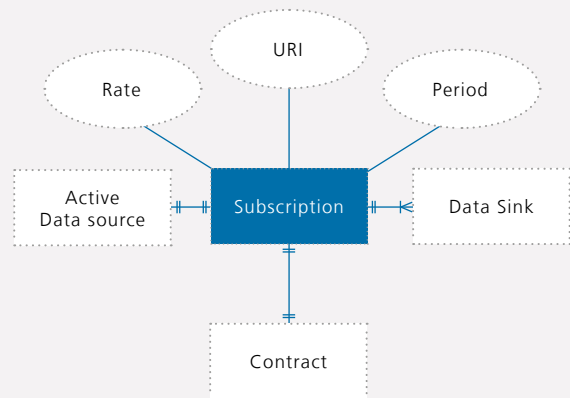 URI
Rate
Period
Active
Data source
Subscription
Data Sink
Contract